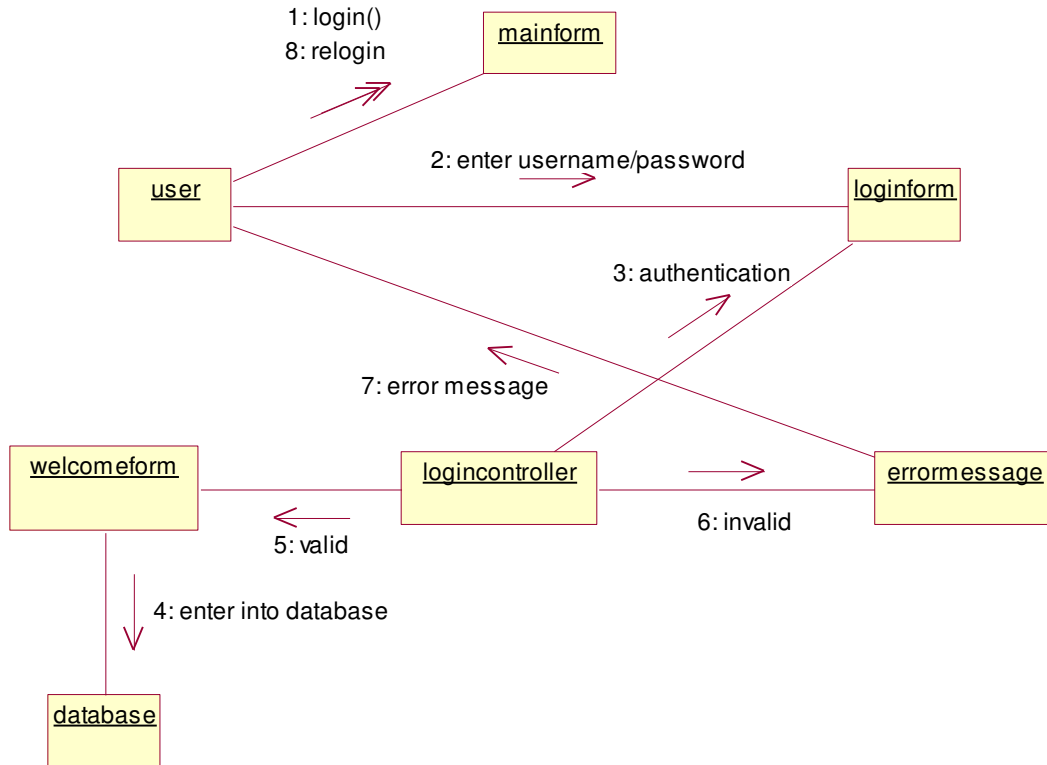 1: login()
8: relogin
mainform
2: enter username/password
user
loginform
3: authentication
7: error message
welcomeform
logincontroller
errormessage
6: invalid
5: valid
4: enter into database
database